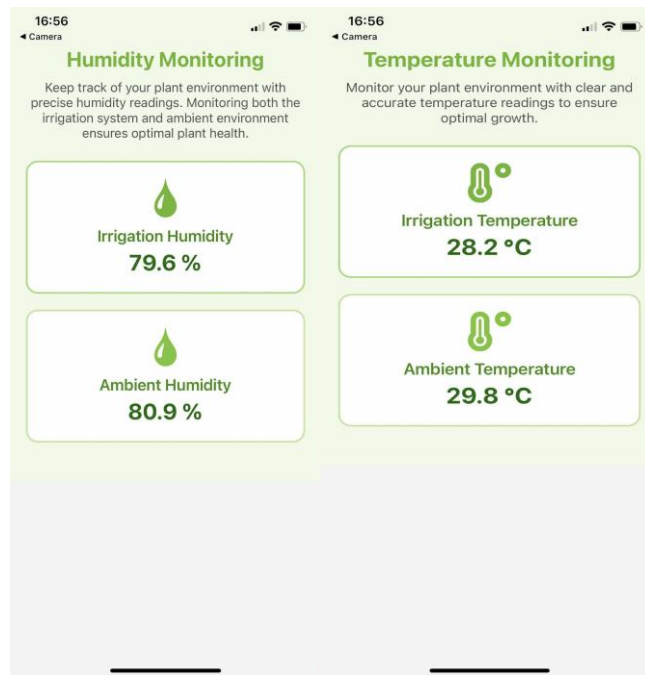 16:56
◀ Camera
Humidity Monitoring
Keep track of your plant environment with
precise humidity readings. Monitoring both the
irrigation system and ambient environment
ensures optimal plant health.
Irrigation Humidity
79.6 %
Ambient Humidity
80.9 %
16:56
◀ Camera
Temperature Monitoring
Monitor your plant environment with clear and
accurate temperature readings to ensure
optimal growth.
Irrigation Temperature
28.2 °C
Ambient Temperature
29.8 °C